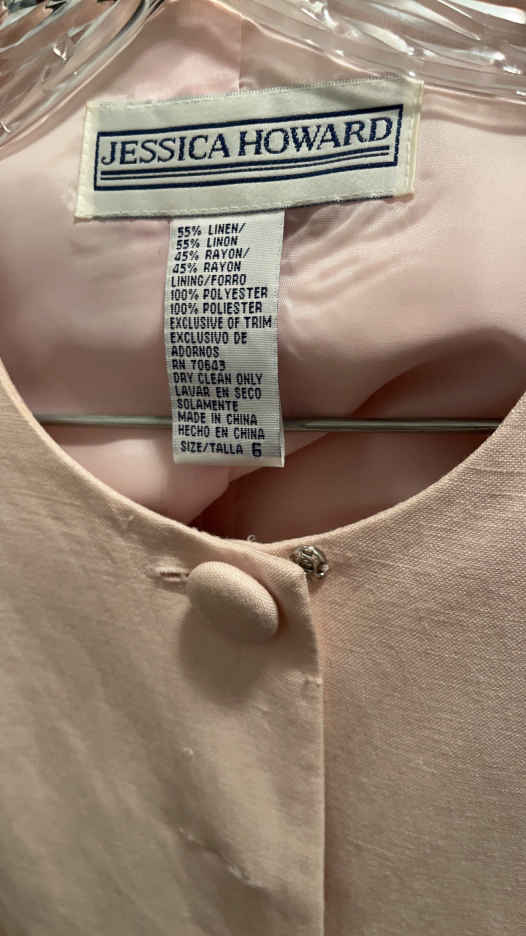 JESSICA HOWARD
55% LINEN/
55% LINON
45% RAYON/
45% RAYON
LINING/FORRO
100% POLYESTER
100% POLIESTER
EXCLUSIVE OF TRIM
EXCLUSIVO DE
ADORNOS
RN 70643
DRY CLEAN ONLY
LAVAR EN SECO
SOLAMENTE
MADE IN CHINA
HECHO EN CHINA
SIZE/TALLA 6